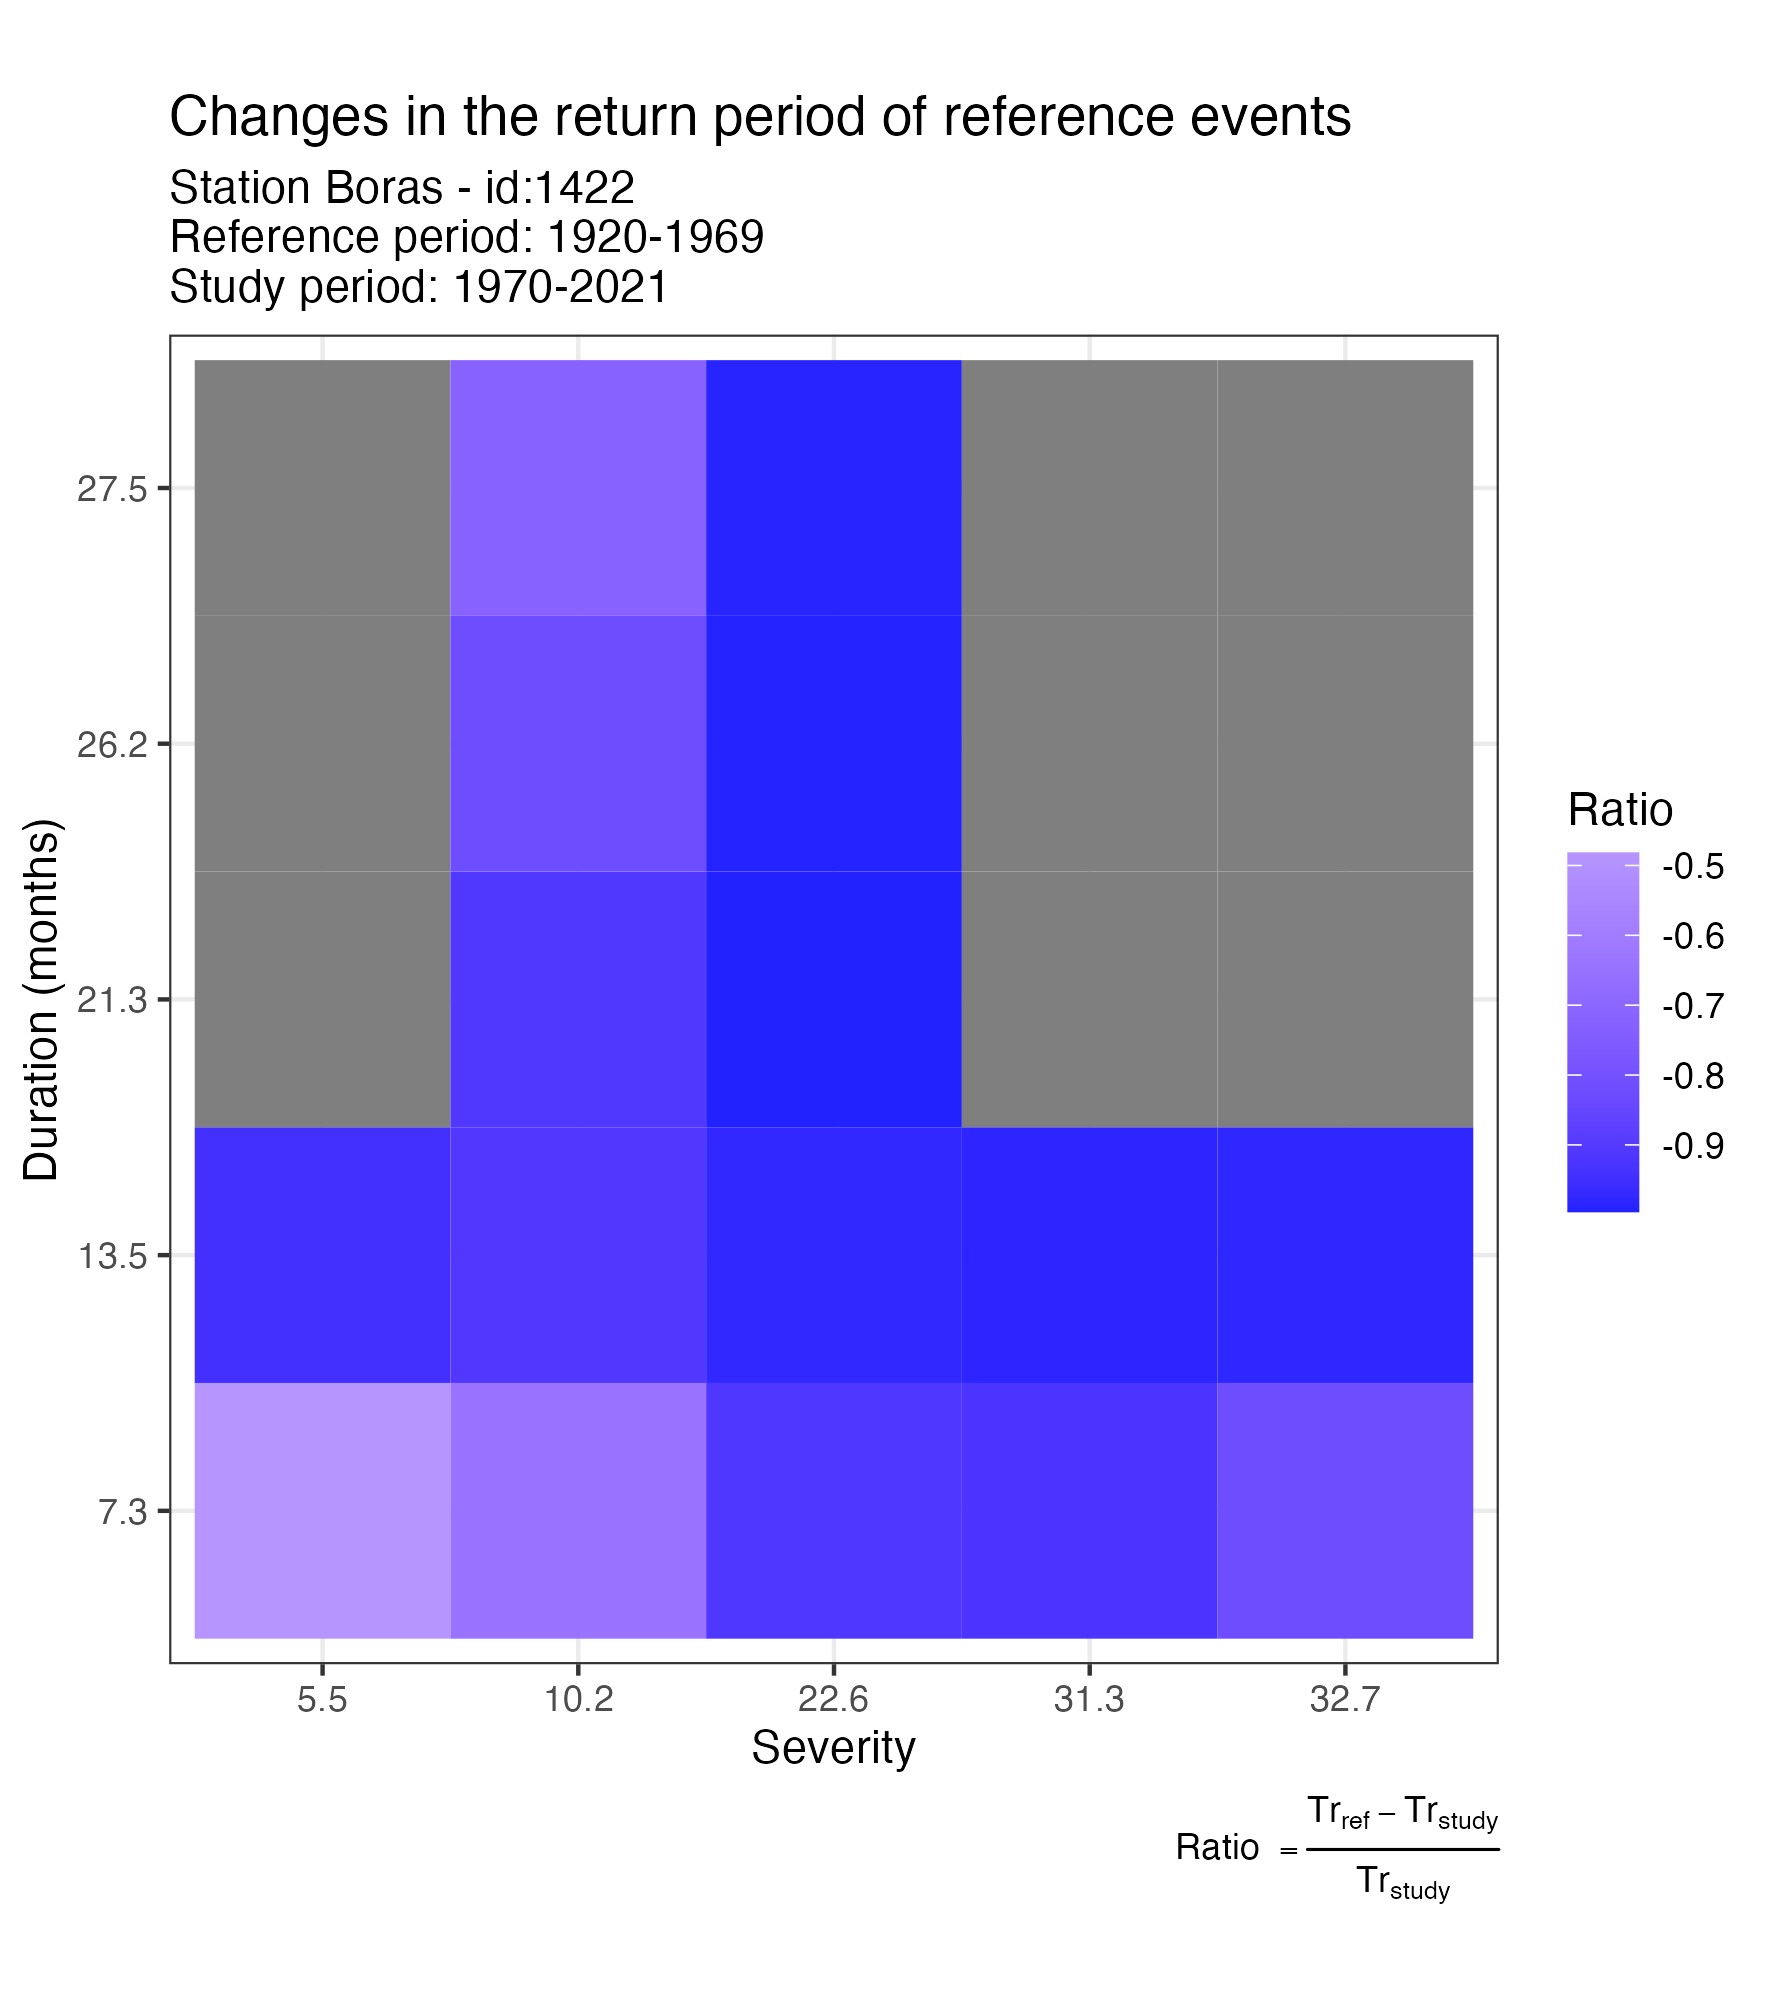 Changes in the return period of reference events
Station Boras - id:1422
Reference period: 1920-1969
Study period: 1970-2021
27.5
26.2
21.3
13.5
7.3
Duration (months)
5.5 10.2 22.6 31.3 32.7
Severity
Ratio
-0.5
-0.6
-0.7
-0.8
-0.9
Ratio = Tr_ref – Tr_study
Tr_study